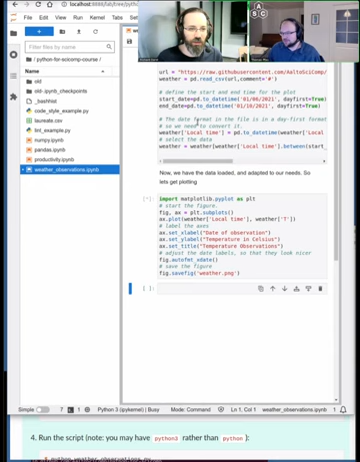 localhost:8888/lab/tree/pyth
File Edit View Run Kernel Tabs Settings
Filter files by name
/ python-for-scicomp-course /
Name
old
old-.ipynb_checkpoints
code_style_example.py
laureate.csv
lint_example.py
numpy.ipynb
pandas.ipynb
productivity.ipynb
weather_observations.ipynb
url = "https://raw.githubusercontent.com/AaltoSciComp/
weather = pd.read_csv(url,comment='#')
# define the start and end time for the plot
start_date=pd.to_datetime('01/06/2021', dayfirst=True)
end_date=pd.to_datetime('01/10/2021', dayfirst=True)
# The date format in the file is in a day-first format
# so we need to convert it.
weather['Local time'] = pd.to_datetime(weather['Local
# select the data
weather = weather[weather['Local time'].between(start_
Now, we have the data loaded, and adapted to our needs. So
lets get plotting
[*]: import matplotlib.pyplot as plt
# start the figure.
fig, ax = plt.subplots()
ax.plot(weather['Local time'], weather['T'])
# label the axes
ax.set_xlabel("Date of observation")
ax.set_ylabel("Temperature in Celsius")
ax.set_title("Temperature Observations")
# adjust the date labels, so that they look nicer
fig.autofmt_xdate()
# save the figure
fig.savefig('weather.png')
[ ]:
Simple 7 1 Python 3 (ipykernel) | Busy Mode: Command Ln 1, Col 1 weather_observations.ipynb 1
4. Run the script (note: you may have python3 rather than python):